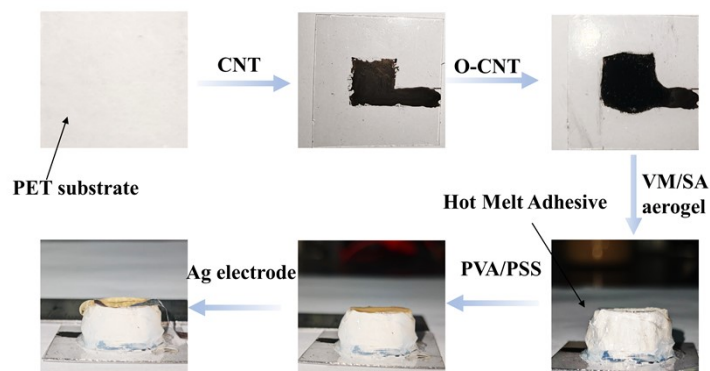 CNT
O-CNT
PET substrate
VM/SA
aerogel
Hot Melt Adhesive
PVA/PSS
Ag electrode